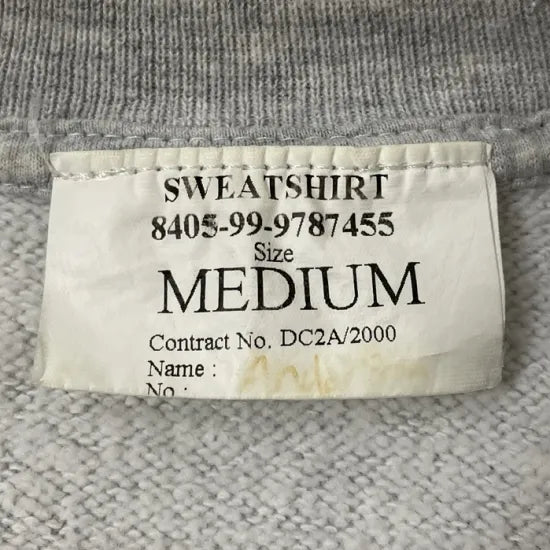 SWEATSHIRT
8405-99-9787455
Size
MEDIUM
Contract No. DC2A/2000
Name :
No :